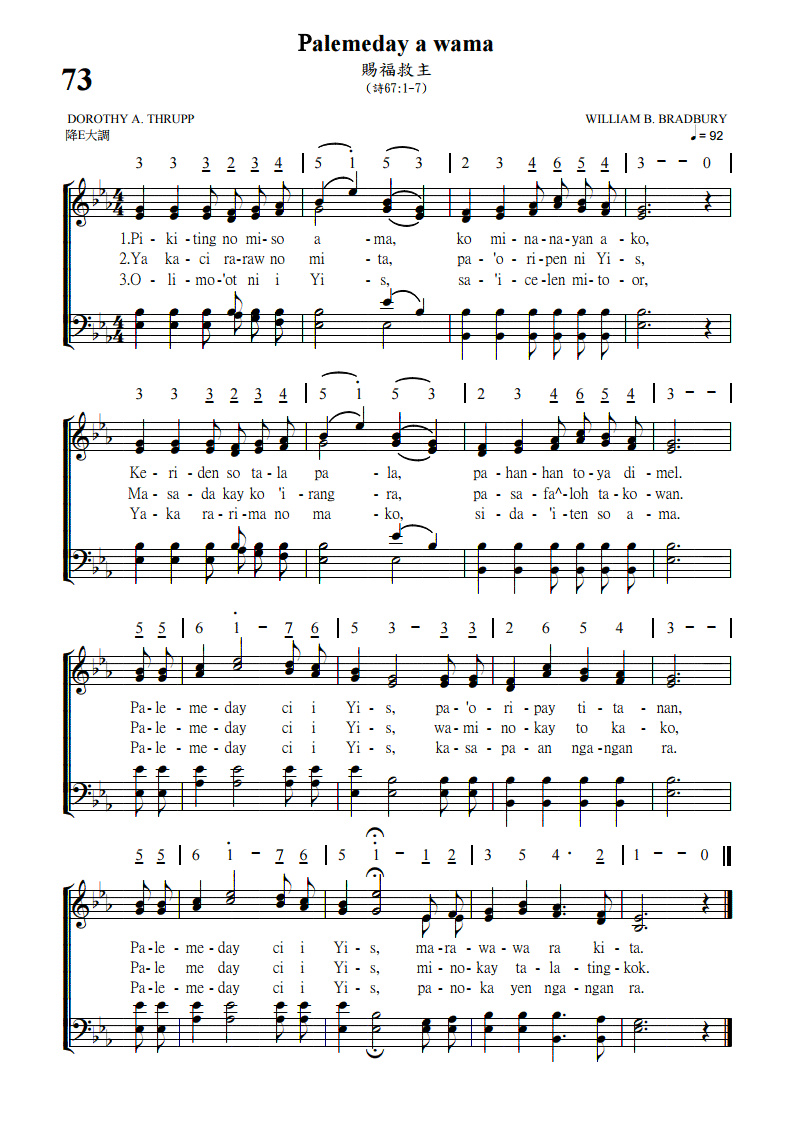 Palemeday a wama
賜福救主
(詩67:1-7)
73
DOROTHY A. THRUPP
WILLIAM B. BRADBURY
降E大調
♩ = 92
3 3 3 2 3 4 | 5 1 5 3 | 2 3 4 6 5 4 | 3 - - 0 |
1.Pi - ki-ting no mi-so a - ma, ko mi-na-na-yan a-ko,
2.Ya ka-ci ra-raw no mi - ta, pa-'o-ri-pen ni Yi-s,
3.O - li-mo-'ot ni i Yi - s, sa-'i-ce-len mi-to-or,
3 3 3 2 3 4 | 5 1 5 3 | 2 3 4 6 5 4 | 3 - - |
Ke - ri-den so ta-la pa - la, pa-han-han to-ya di-mel.
Ma-sa-da kay ko 'i-rang - ra, pa-sa-fa^-loh ta-ko-wan.
Ya-ka ra-ri-ma no ma - ko, si-da-'i-ten so a-ma.
5 5 | 6 1 - 7 6 | 5 3 - 3 3 | 2 6 5 4 | 3 - - |
Pa-le-me-day ci i Yi-s, pa-'o-ri-pay ti-ta-nan,
Pa-le-me-day ci i Yi-s, wa-mi-no-kay to ka-ko,
Pa-le-me-day ci i Yi-s, ka-sa-pa-an nga-ngan ra.
5 5 | 6 1 - 7 6 | 5 1 - 1 2 | 3 5 4 · 2 | 1 - - 0 ‖
Pa-le-me-day ci i Yi-s, ma-ra-wa-wa ra ki-ta.
Pa-le me-day ci i Yi-s, mi-no-kay ta-la-ting-kok.
Pa-le-me-day ci i Yi-s, pa-no-ka yen nga-ngan ra.